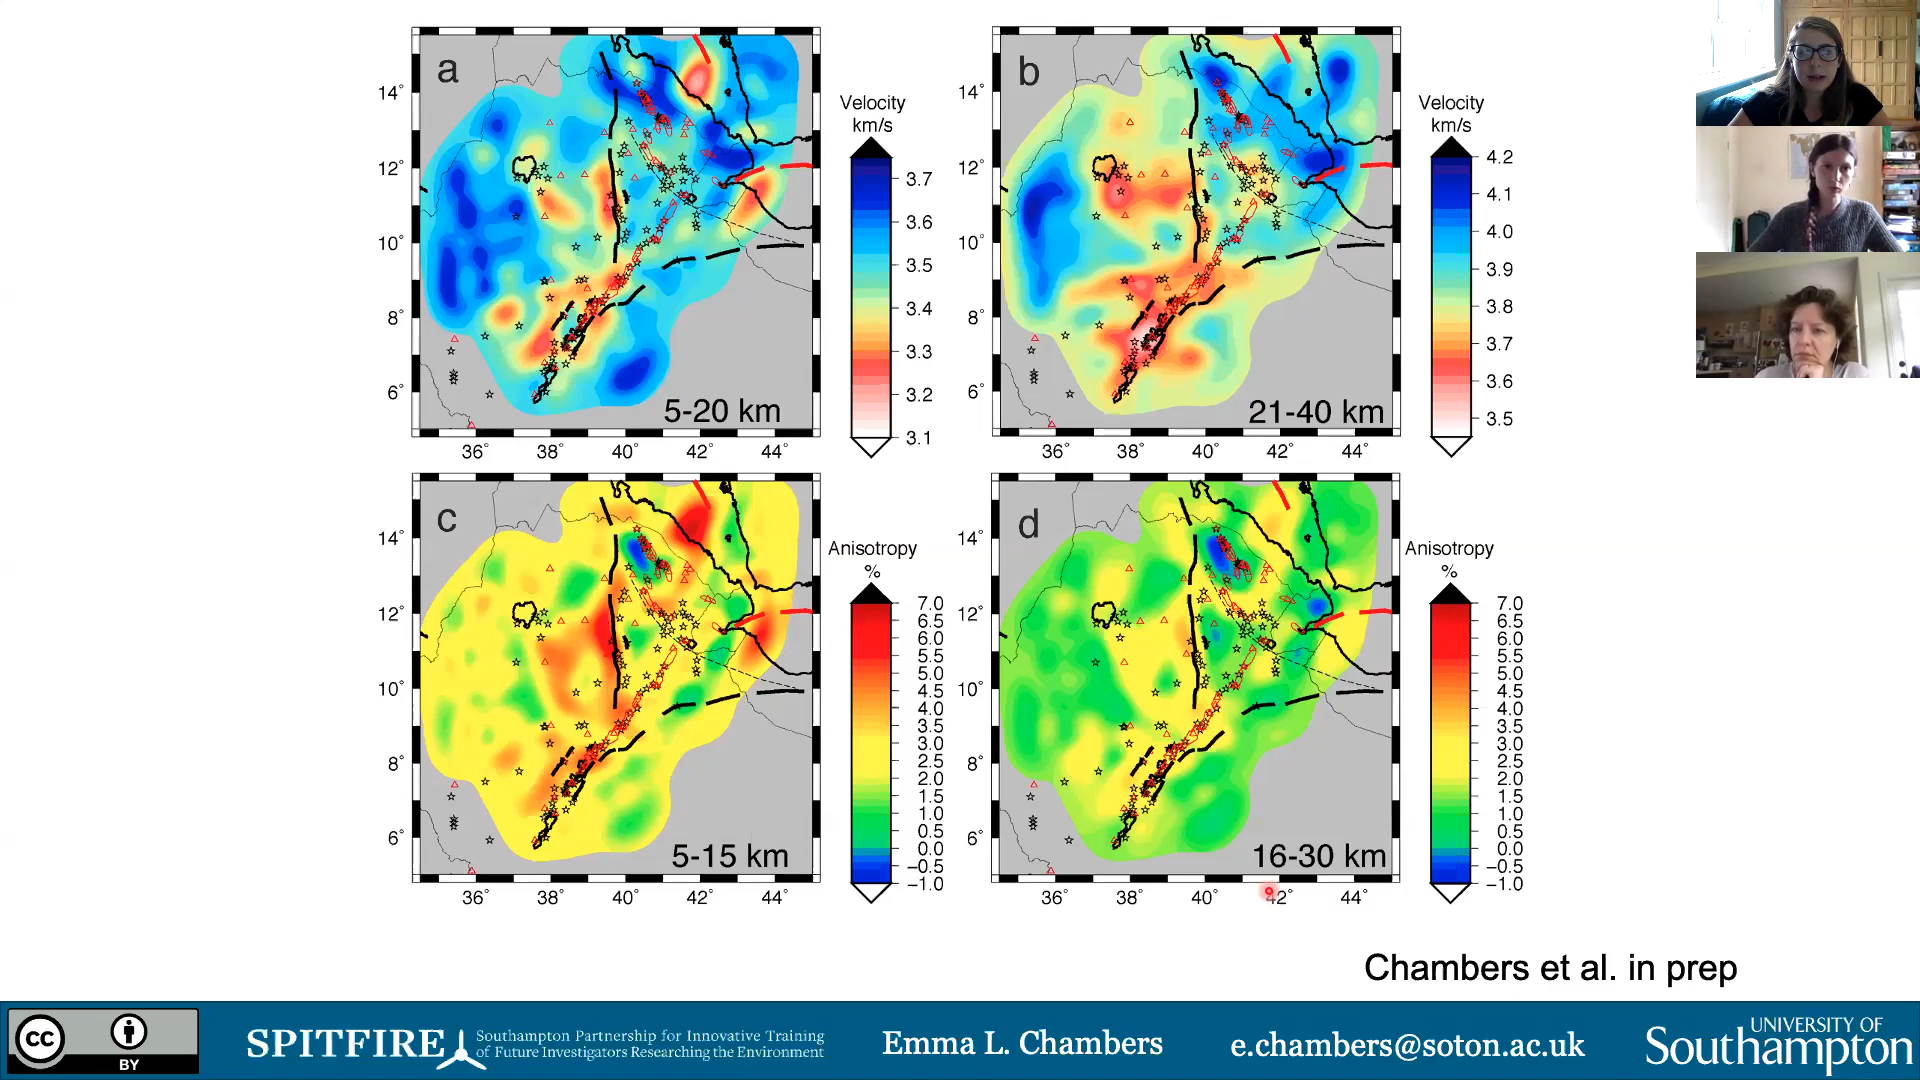 a
Velocity
km/s
3.7
3.6
3.5
3.4
3.3
3.2
3.1
14°
12°
10°
8°
6°
5-20 km
36° 38° 40° 42° 44°
b
Velocity
km/s
4.2
4.1
4.0
3.9
3.8
3.7
3.6
3.5
14°
12°
10°
8°
6°
21-40 km
36° 38° 40° 42° 44°
c
Anisotropy
%
7.0
6.5
6.0
5.5
5.0
4.5
4.0
3.5
3.0
2.5
2.0
1.5
1.0
0.5
0.0
−0.5
−1.0
14°
12°
10°
8°
6°
5-15 km
36° 38° 40° 42° 44°
d
Anisotropy
%
7.0
6.5
6.0
5.5
5.0
4.5
4.0
3.5
3.0
2.5
2.0
1.5
1.0
0.5
0.0
−0.5
−1.0
14°
12°
10°
8°
6°
16-30 km
36° 38° 40° 42° 44°
Chambers et al. in prep
CC
BY
SPITFIRE
Southampton Partnership for Innovative Training
of Future Investigators Researching the Environment
Emma L. Chambers
e.chambers@soton.ac.uk
UNIVERSITY OF
Southampton